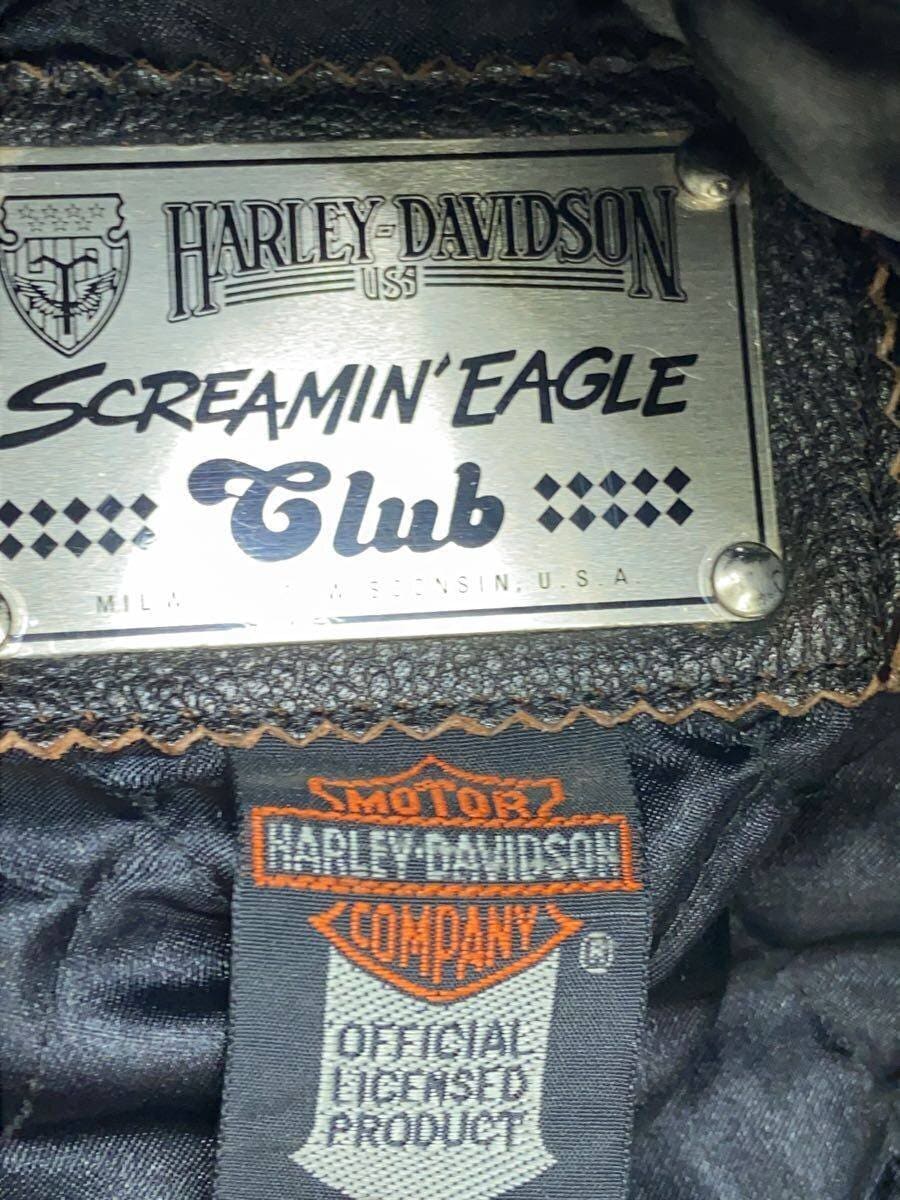 HARLEY-DAVIDSON
USA
SCREAMIN' EAGLE
Club
U.S.A.
MOTOR
HARLEY-DAVIDSON
COMPANY
®
OFFICIAL
LICENSED
PRODUCT